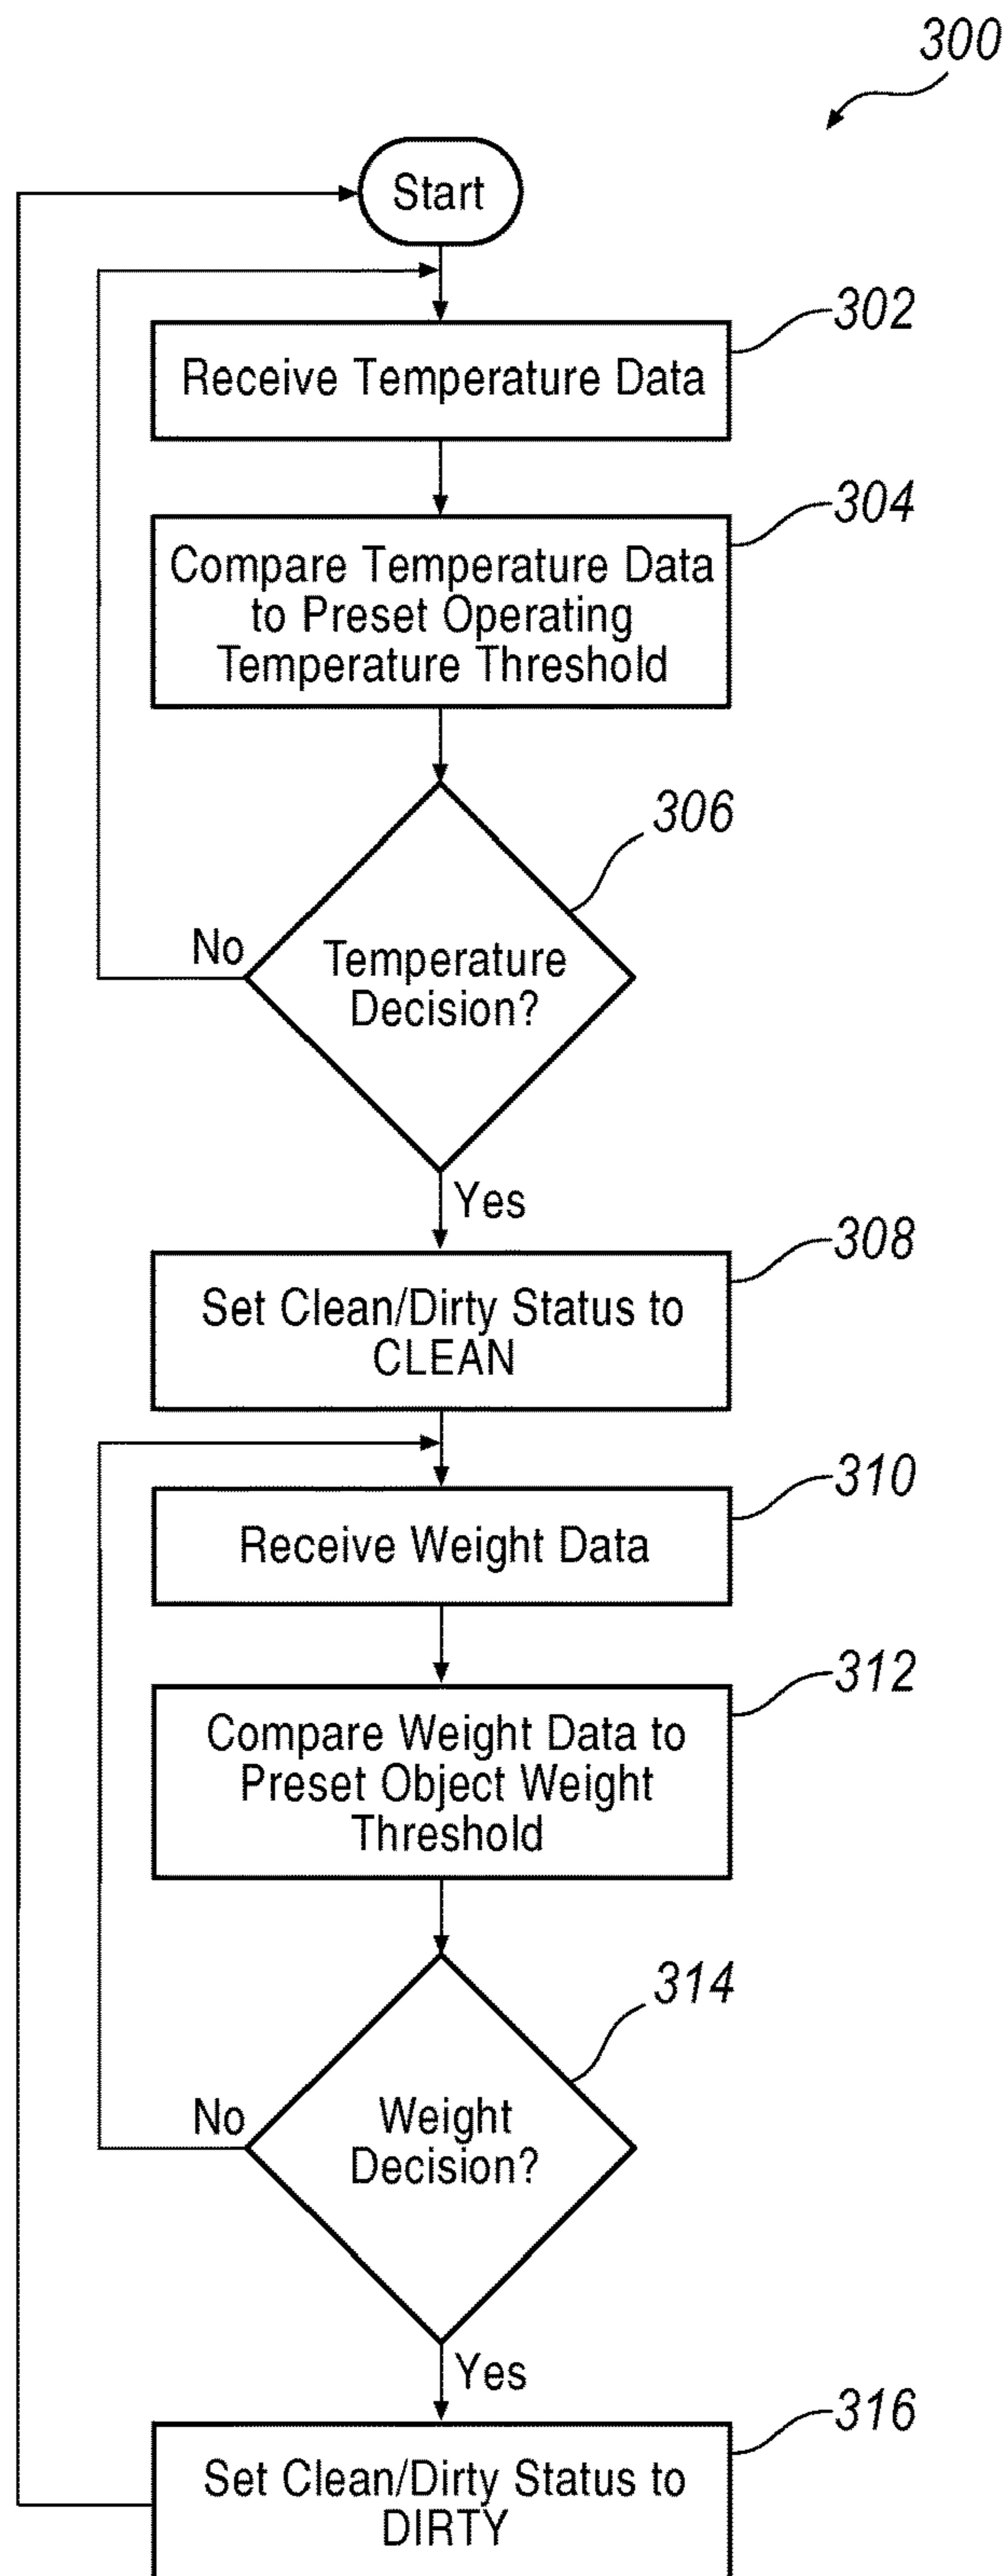 300
Start
302
Receive Temperature Data
304
Compare Temperature Data
to Preset Operating
Temperature Threshold
306
No
Temperature
Decision?
Yes
308
Set Clean/Dirty Status to
CLEAN
310
Receive Weight Data
312
Compare Weight Data to
Preset Object Weight
Threshold
314
No
Weight
Decision?
Yes
316
Set Clean/Dirty Status to
DIRTY